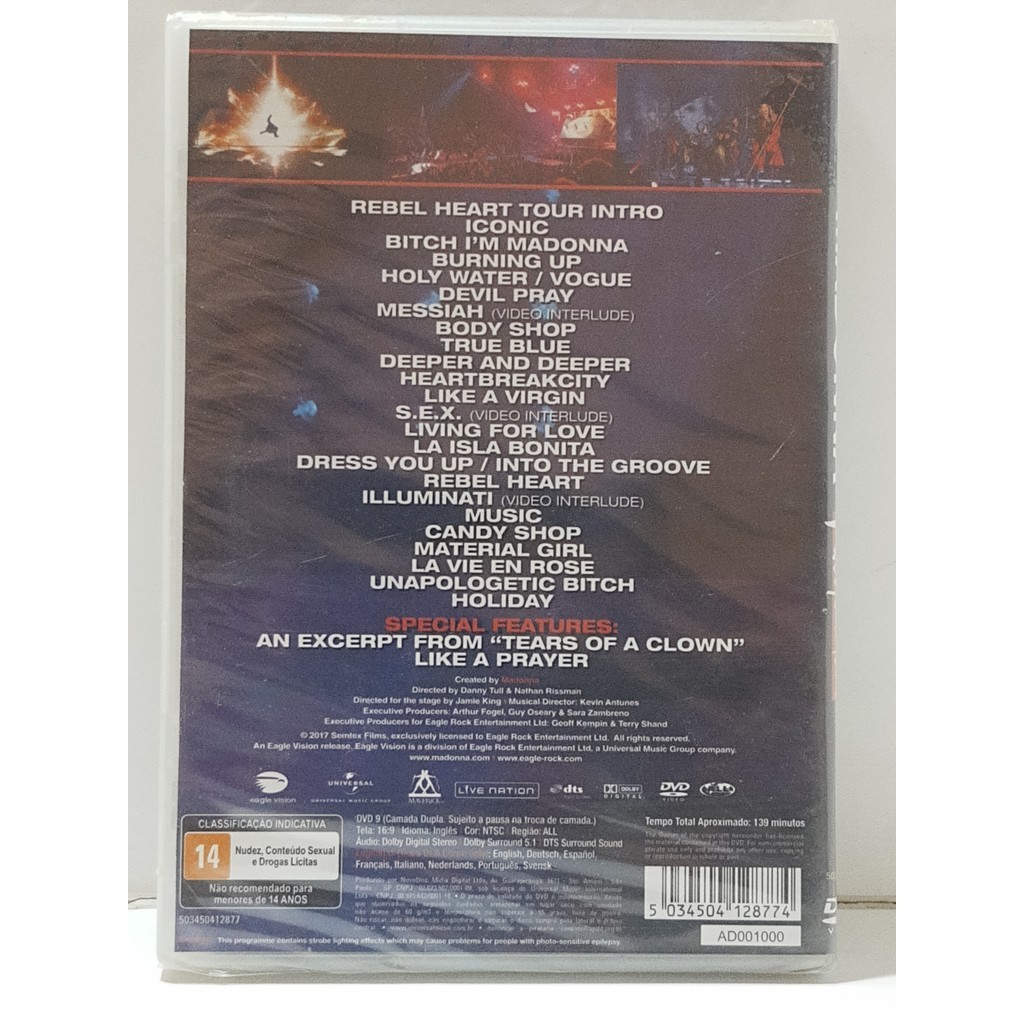 REBEL HEART TOUR INTRO
ICONIC
BITCH I'M MADONNA
BURNING UP
HOLY WATER / VOGUE
DEVIL PRAY
MESSIAH (VIDEO INTERLUDE)
BODY SHOP
TRUE BLUE
DEEPER AND DEEPER
HEARTBREAKCITY
LIKE A VIRGIN
S.E.X. (VIDEO INTERLUDE)
LIVING FOR LOVE
LA ISLA BONITA
DRESS YOU UP / INTO THE GROOVE
REBEL HEART
ILLUMINATI (VIDEO INTERLUDE)
MUSIC
CANDY SHOP
MATERIAL GIRL
LA VIE EN ROSE
UNAPOLOGETIC BITCH
HOLIDAY
SPECIAL FEATURES:
AN EXCERPT FROM "TEARS OF A CLOWN"
LIKE A PRAYER
Created by Madonna
Directed by Danny Tull & Nathan Rissman
Directed for the stage by Jamie King | Musical Director: Kevin Antunes
Executive Producers: Arthur Fogel, Guy Oseary & Sara Zambreno
Executive Producers for Eagle Rock Entertainment Ltd: Geoff Kempin & Terry Shand
© 2017 Semtex Films, exclusively licensed to Eagle Rock Entertainment Ltd. All rights reserved.
An Eagle Vision release. Eagle Vision is a division of Eagle Rock Entertainment Ltd, a Universal Music Group company.
www.madonna.com | www.eagle-rock.com
eagle vision
UNIVERSAL
UNIVERSAL MUSIC GROUP
MAVERICK
LIVE NATION
dts
DOLBY DIGITAL
DVD VIDEO
CLASSIFICAÇÃO INDICATIVA
14
Nudez, Conteúdo Sexual
e Drogas Lícitas
Não recomendado para
menores de 14 ANOS
503450412877
DVD 9 (Camada Dupla. Sujeito a pausa na troca de camada.)
Tela: 16:9 | Idioma: Inglês | Cor: NTSC | Região: ALL
Áudio: Dolby Digital Stereo | Dolby Surround 5.1 | DTS Surround Sound
English, Deutsch, Español,
Français, Italiano, Nederlands, Português, Svensk
Tempo Total Aproximado: 139 minutos
5 034504 128774
AD001000
This programme contains strobe lighting effects which may cause problems for people with photo-sensitive epilepsy.